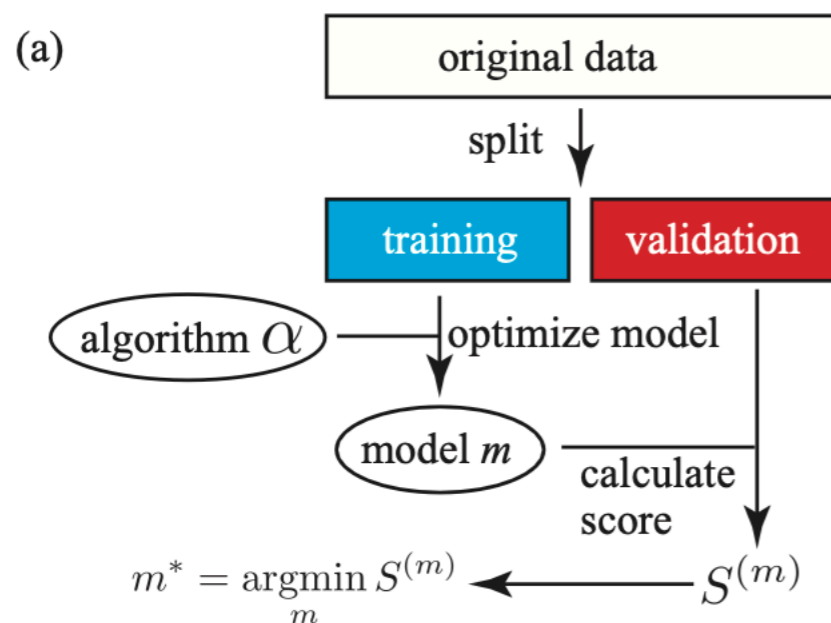 (a)
original data
split
training
validation
algorithm α
optimize model
model m
calculate
score
m* = argmin S^(m)
m
S^(m)